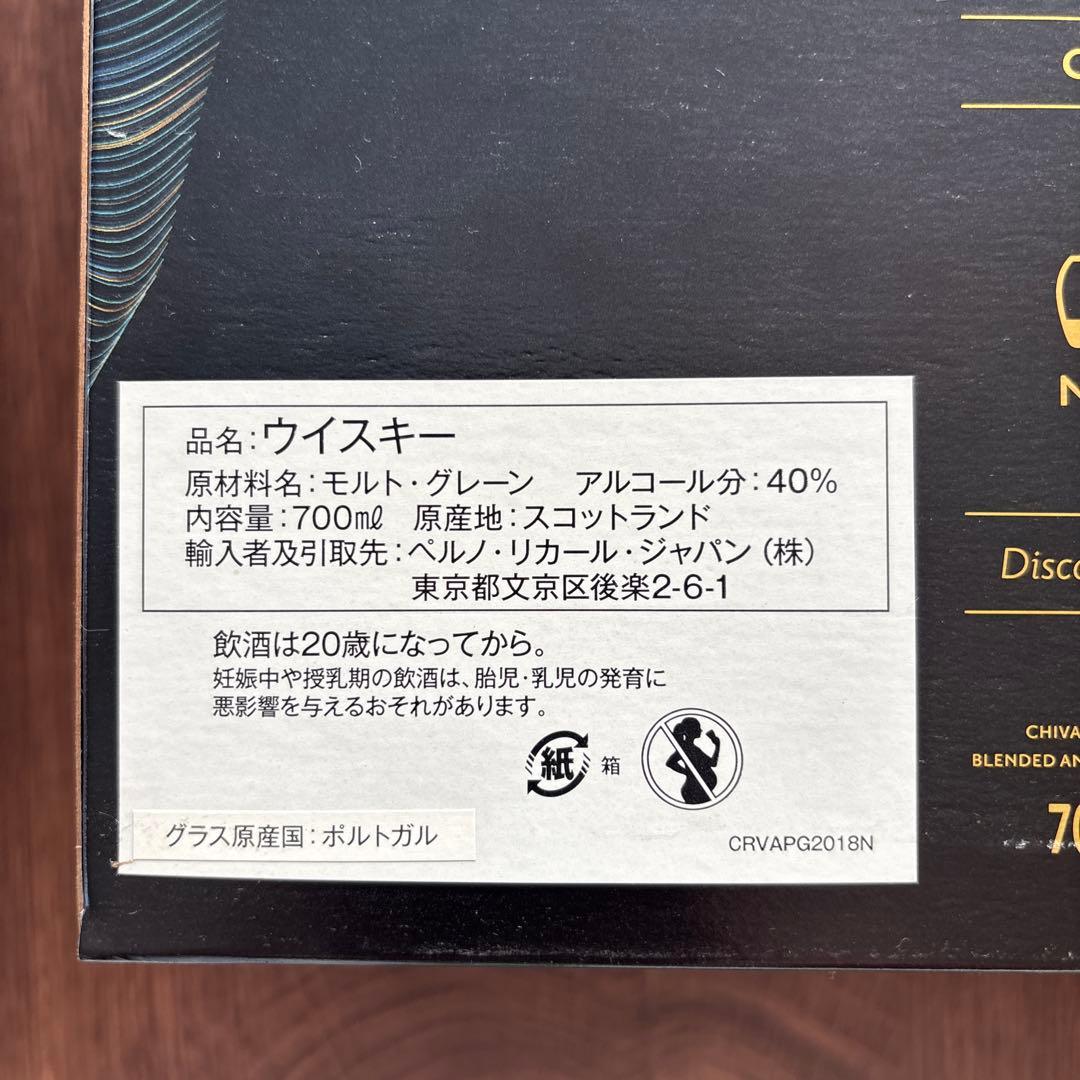 品名:ウイスキー
原材料名:モルト・グレーン アルコール分:40%
内容量:700mℓ 原産地:スコットランド
輸入者及引取先:ペルノ・リカール・ジャパン(株)
東京都文京区後楽2-6-1
飲酒は20歳になってから。
妊娠中や授乳期の飲酒は、胎児・乳児の発育に
悪影響を与えるおそれがあります。
紙 箱
グラス原産国:ポルトガル
CRVAPG2018N
BLENDED